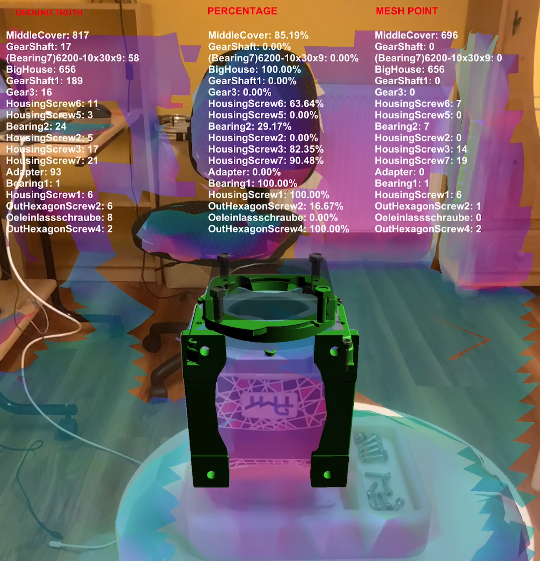 GROUND TRUTH PERCENTAGE MESH POINT
MiddleCover: 817 MiddleCover: 85.19% MiddleCover: 696
GearShaft: 17 GearShaft: 0.00% GearShaft: 0
(Bearing7)6200-10x30x9: 58 (Bearing7)6200-10x30x9: 0.00% (Bearing7)6200-10x30x9: 0
BigHouse: 656 BigHouse: 100.00% BigHouse: 656
GearShaft1: 189 GearShaft1: 0.00% GearShaft1: 0
Gear3: 16 Gear3: 0.00% Gear3: 0
HousingScrew6: 11 HousingScrew6: 63.64% HousingScrew6: 7
HousingScrew5: 3 HousingScrew5: 0.00% HousingScrew5: 0
Bearing2: 24 Bearing2: 29.17% Bearing2: 7
HousingScrew2: 5 HousingScrew2: 0.00% HousingScrew2: 0
HousingScrew3: 17 HousingScrew3: 82.35% HousingScrew3: 14
HousingScrew7: 21 HousingScrew7: 90.48% HousingScrew7: 19
Adapter: 93 Adapter: 0.00% Adapter: 0
Bearing1: 1 Bearing1: 100.00% Bearing1: 1
HousingScrew1: 6 HousingScrew1: 100.00% HousingScrew1: 6
OutHexagonScrew2: 6 OutHexagonScrew2: 16.67% OutHexagonScrew2: 1
Oeleinlassschraube: 8 Oeleinlassschraube: 0.00% Oeleinlassschraube: 0
OutHexagonScrew4: 2 OutHexagonScrew4: 100.00% OutHexagonScrew4: 2